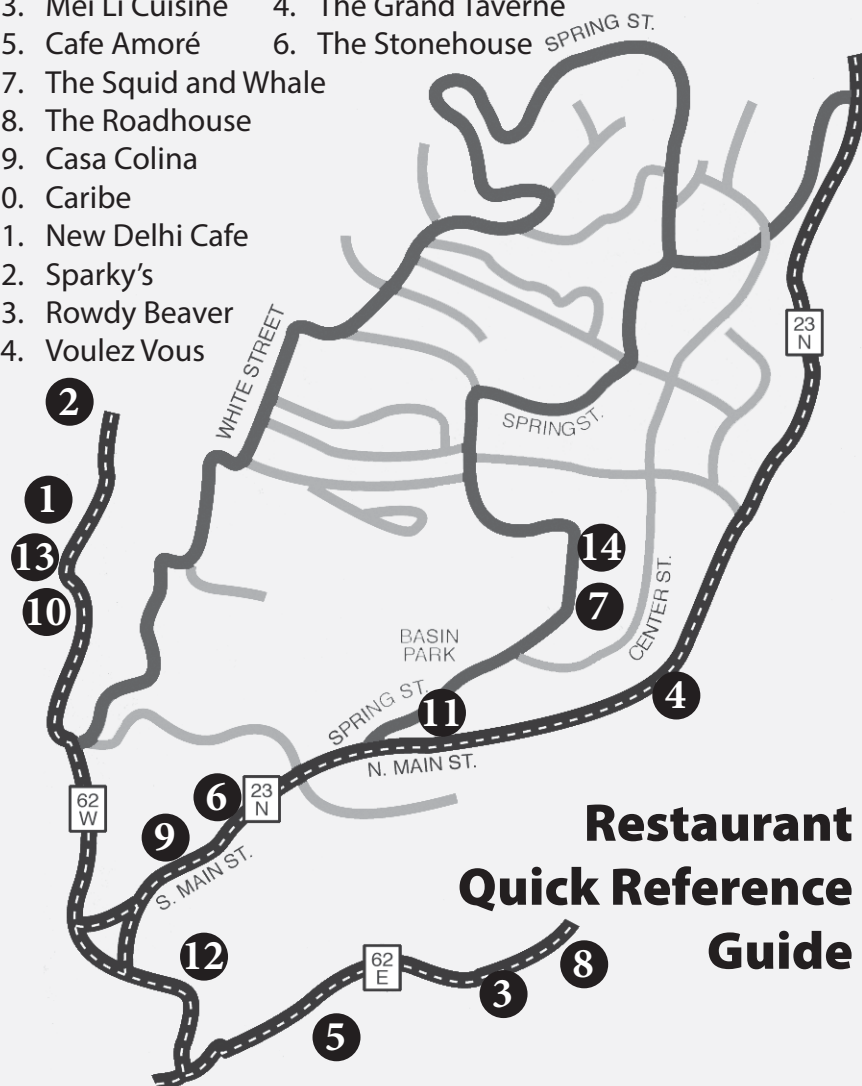 3. Mei Li Cuisine 4. The Grand Taverne
5. Cafe Amoré 6. The Stonehouse
7. The Squid and Whale
8. The Roadhouse
9. Casa Colina
0. Caribe
1. New Delhi Cafe
2. Sparky's
3. Rowdy Beaver
4. Voulez Vous
SPRING ST.
23
N
WHITE STREET
2
SPRING ST.
1
13
14
10
7
CENTER ST.
BASIN
PARK
4
SPRING ST.
11
N. MAIN ST.
6
23
N
62
W
9
S. MAIN ST.
Restaurant
Quick Reference
Guide
12
62
E
8
3
5